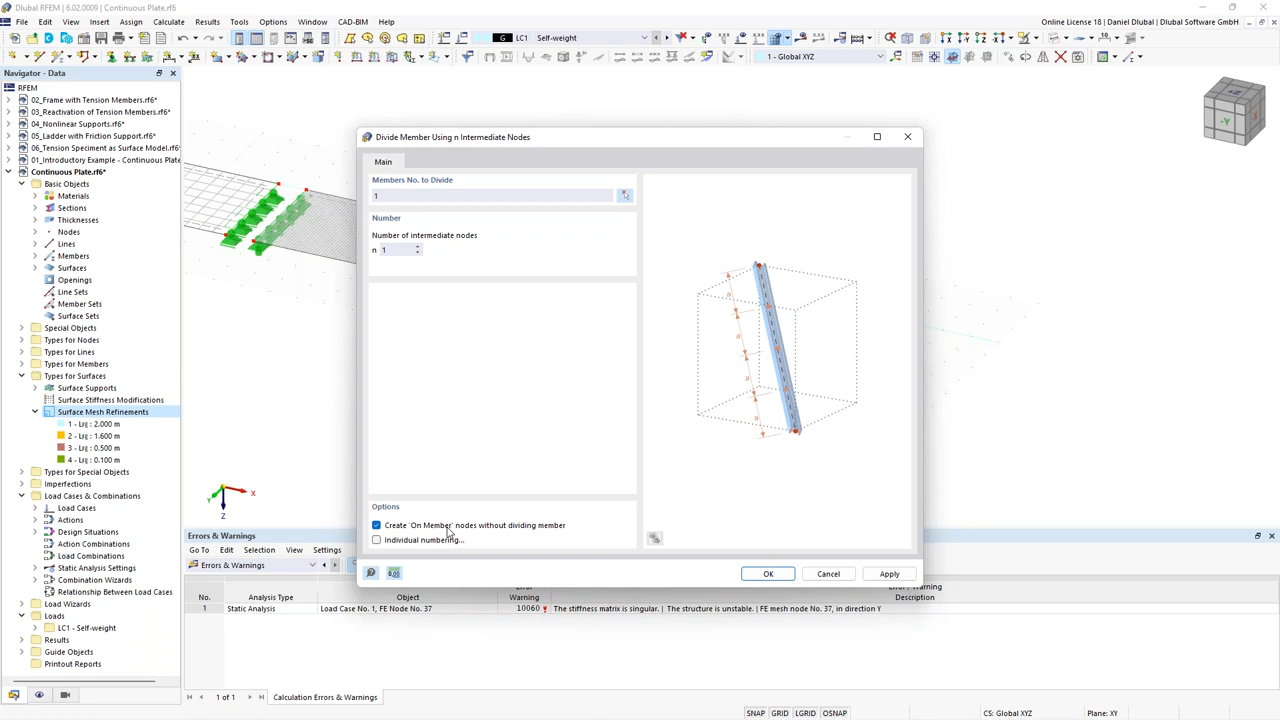 Dlubal RFEM | 6.02.0009 | Continuous Plate.rf6*
File Edit View Insert Assign Calculate Results Tools Options Window CAD-BIM Help
Online License 18 | Daniel Dlubal | Dlubal Software GmbH
G LC1 Self-weight
1 - Global XYZ
Navigator - Data
RFEM
02_Frame with Tension Members.rf6*
03_Reactivation of Tension Members.rf6*
04_Nonlinear Supports.rf6*
05_Ladder with Friction Support.rf6*
06_Tension Speciment as Surface Model.rf6*
01_Introductory Example - Continuous Plate
Continuous Plate.rf6*
Basic Objects
Materials
Sections
Thicknesses
Nodes
Lines
Members
Surfaces
Openings
Line Sets
Member Sets
Surface Sets
Special Objects
Types for Nodes
Types for Lines
Types for Members
Types for Surfaces
Surface Supports
Surface Stiffness Modifications
Surface Mesh Refinements
1 - LFE : 2.000 m
2 - LFE : 1.600 m
3 - LFE : 0.500 m
4 - LFE : 0.100 m
Types for Special Objects
Imperfections
Load Cases & Combinations
Load Cases
Actions
Design Situations
Action Combinations
Load Combinations
Static Analysis Settings
Combination Wizards
Relationship Between Load Cases
Load Wizards
Loads
LC1 - Self-weight
Results
Guide Objects
Printout Reports
Divide Member Using n Intermediate Nodes
Main
Members No. to Divide
1
Number
Number of intermediate nodes
n 1
a
a
a
a
Options
Create 'On Member' nodes without dividing member
Individual numbering...
0,00
OK Cancel Apply
X
Y
Z
-Z
-Y
Errors & Warnings
Go To Edit Selection View Settings
Errors & Warnings
No. Analysis Type Object Error Warning Error / Warning Description
1 Static Analysis Load Case No. 1, FE Node No. 37 10060 The stiffness matrix is singular. | The structure is unstable. | FE mesh node No. 37, in direction Y
1 of 1 Calculation Errors & Warnings
SNAP GRID LGRID OSNAP CS: Global XYZ Plane: XY